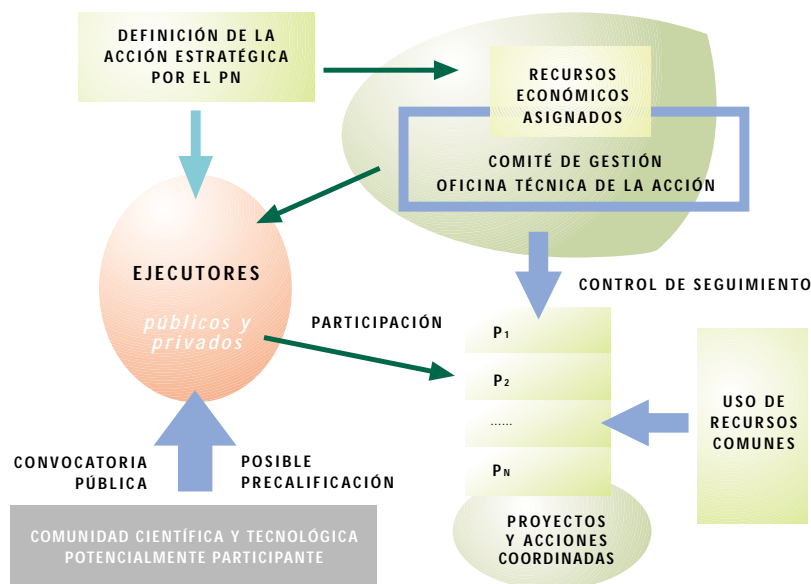 DEFINICIÓN DE LA
ACCIÓN ESTRATÉGICA
POR EL PN
RECURSOS
ECONÓMICOS
ASIGNADOS
COMITÉ DE GESTIÓN
OFICINA TÉCNICA DE LA ACCIÓN
EJECUTORES
públicos y
privados
PARTICIPACIÓN
CONTROL DE SEGUIMIENTO
P1
P2
......
PN
USO DE
RECURSOS
COMUNES
CONVOCATORIA
PÚBLICA
POSIBLE
PRECALIFICACIÓN
COMUNIDAD CIENTÍFICA Y TECNOLÓGICA
POTENCIALMENTE PARTICIPANTE
PROYECTOS
Y ACCIONES
COORDINADAS